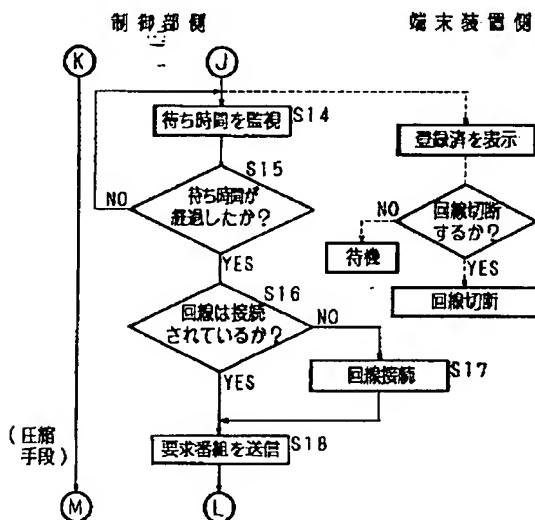 制御部側
端末装置側
K
J
待ち時間を監視
S14
登録済を表示
S15
待ち時間が
経過したか?
NO
YES
回線切断
するか?
NO
YES
待機
回線切断
S16
回線は接続
されているか?
NO
YES
回線接続
S17
(圧縮
手段)
要求番組を送信
S18
M
L